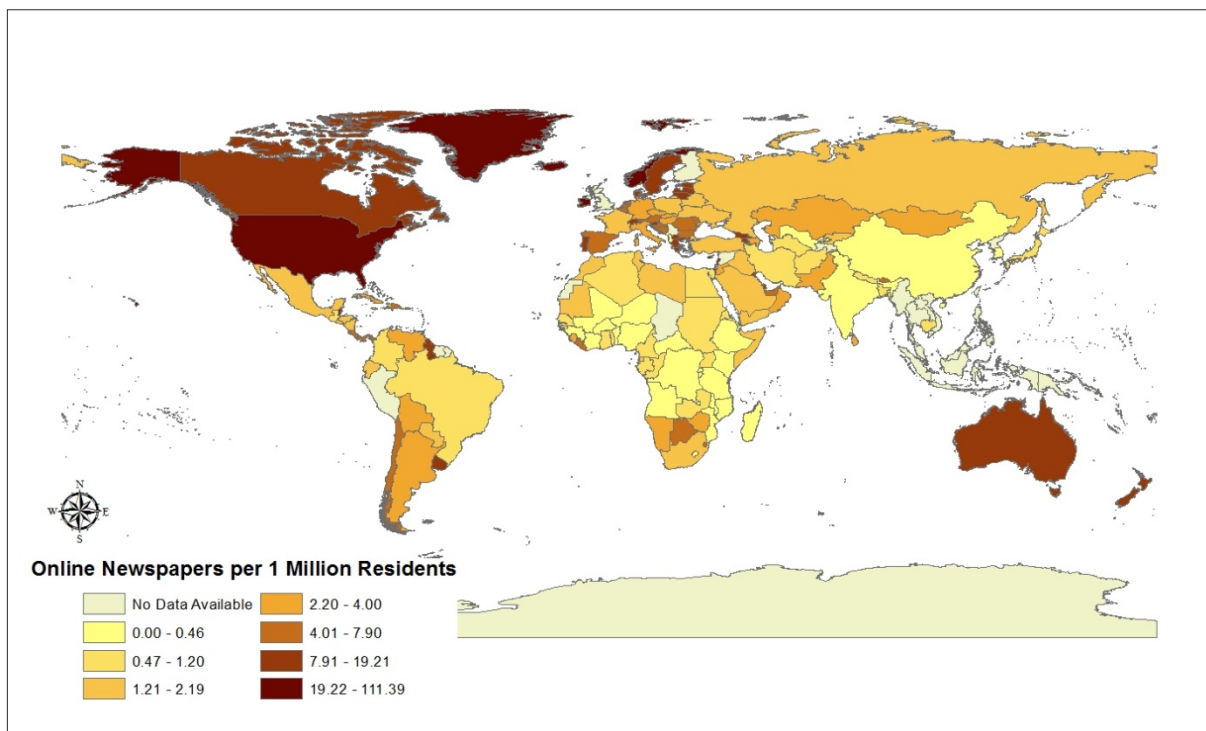 N
W E
S
Online Newspapers per 1 Million Residents
No Data Available
0.00 - 0.46
0.47 - 1.20
1.21 - 2.19
2.20 - 4.00
4.01 - 7.90
7.91 - 19.21
19.22 - 111.39